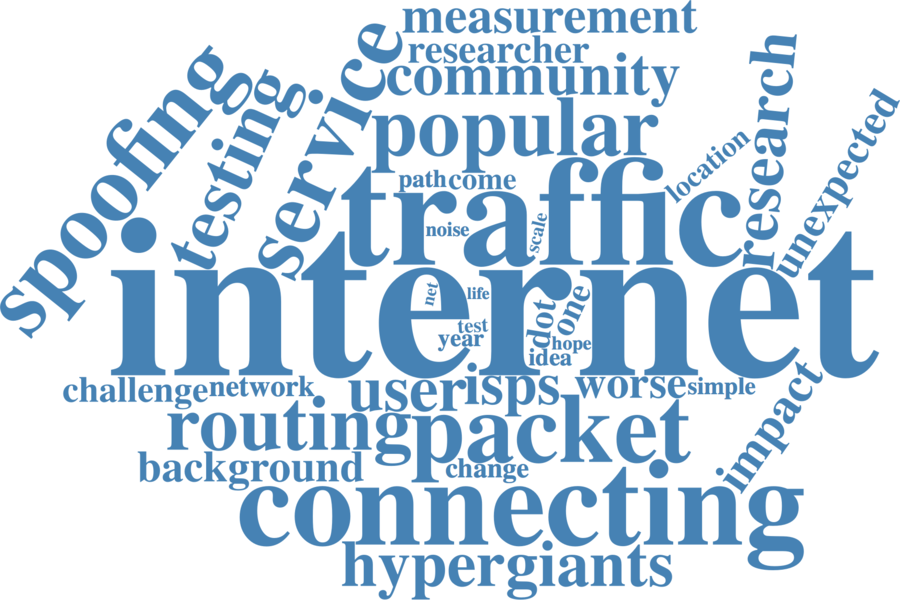 measurement
researcher
community
spoofing
testing
service
popular
research
location
unexpected
path come
traffic
noise
scale
internet
net
life
test
year
dot
one
hope
idea
challenge network
user isps worse simple
routing packet
impact
background
change
connecting
hypergiants